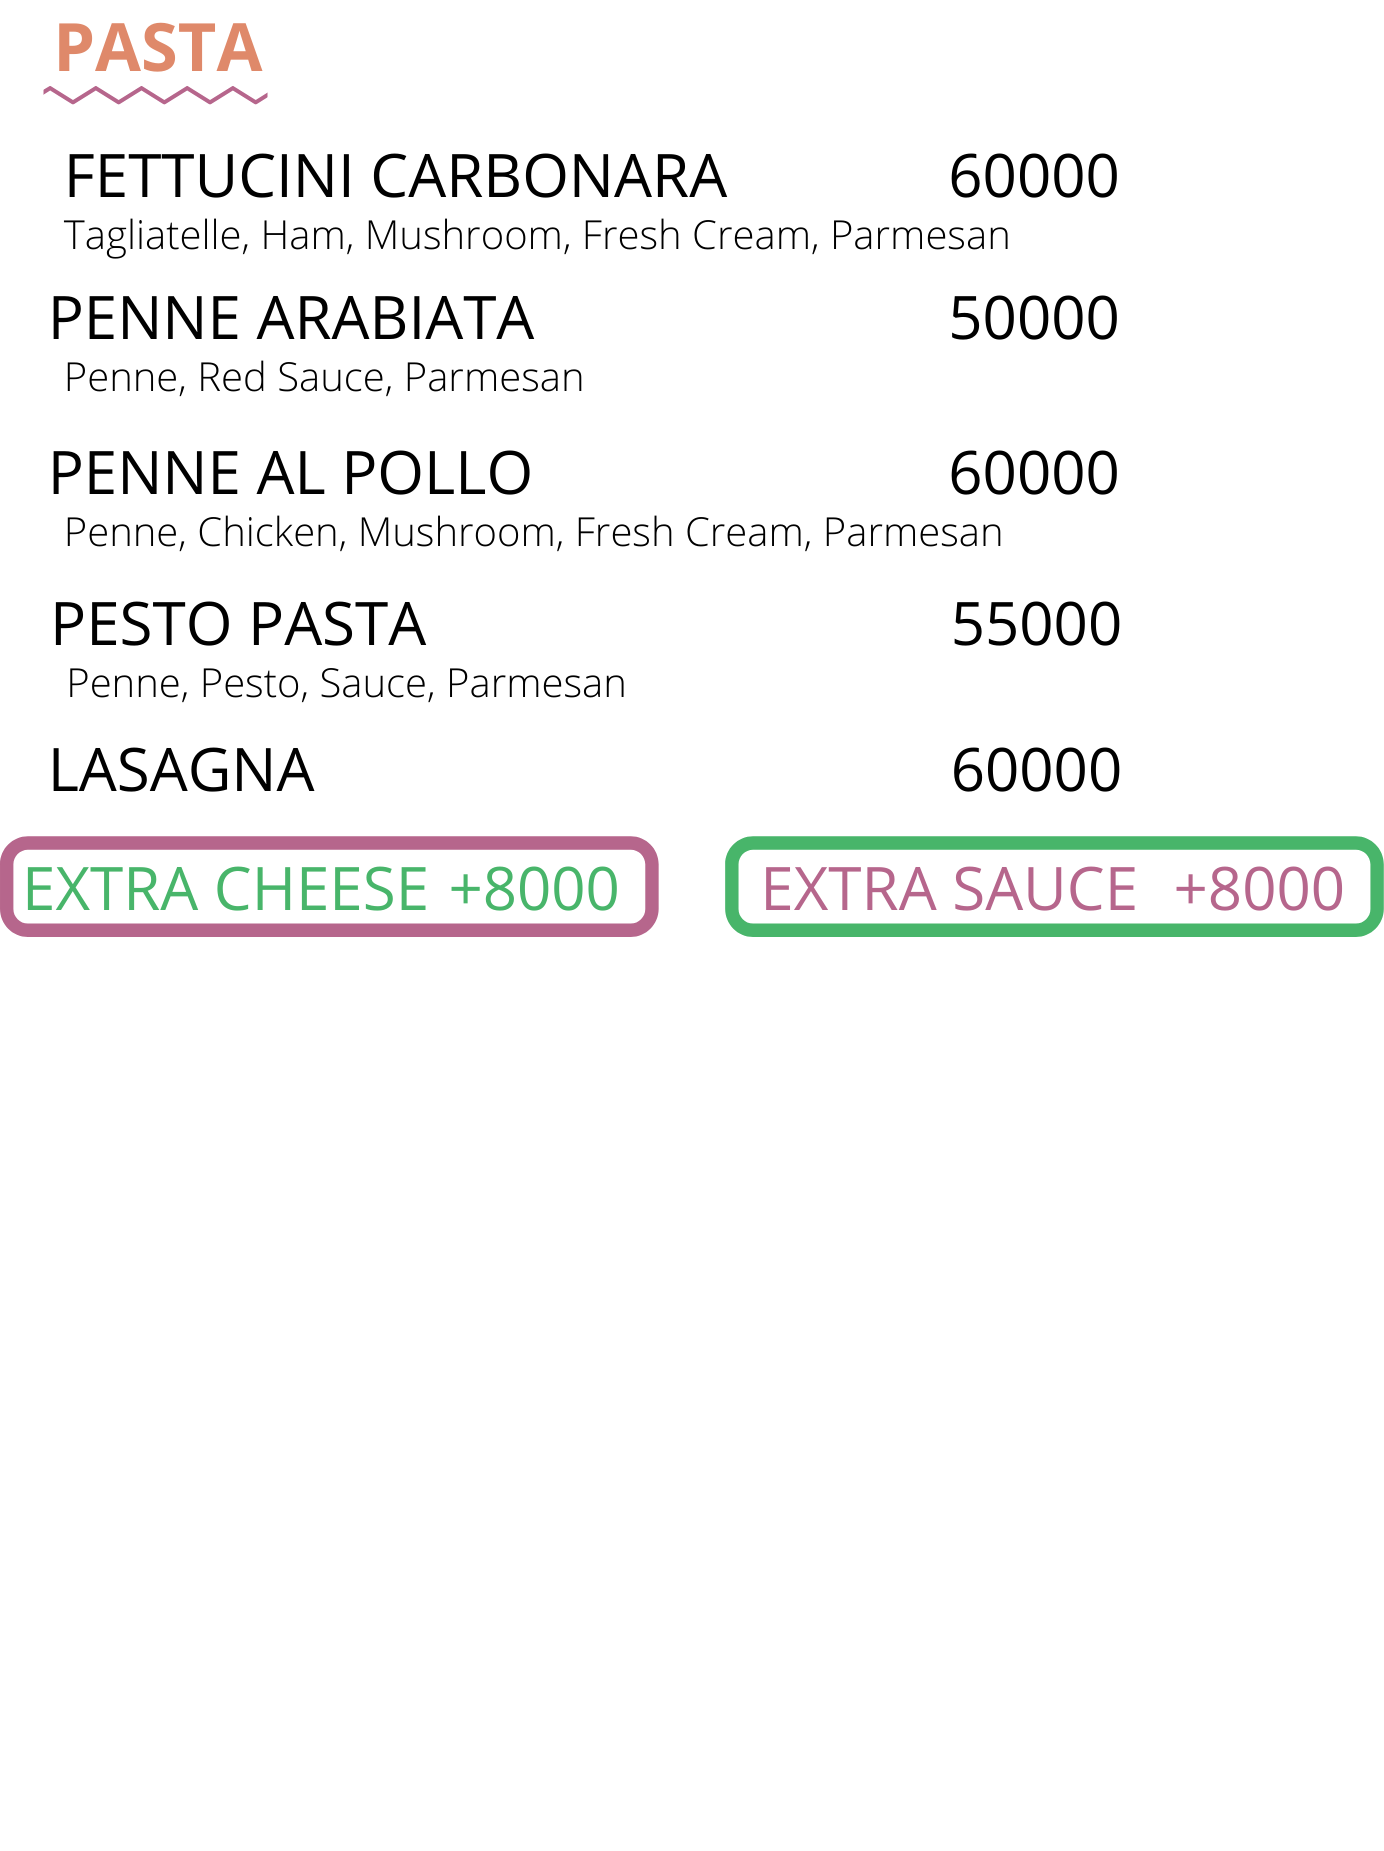 PASTA
FETTUCINI CARBONARA 60000
Tagliatelle, Ham, Mushroom, Fresh Cream, Parmesan
PENNE ARABIATA 50000
Penne, Red Sauce, Parmesan
PENNE AL POLLO 60000
Penne, Chicken, Mushroom, Fresh Cream, Parmesan
PESTO PASTA 55000
Penne, Pesto, Sauce, Parmesan
LASAGNA 60000
EXTRA CHEESE +8000 EXTRA SAUCE +8000